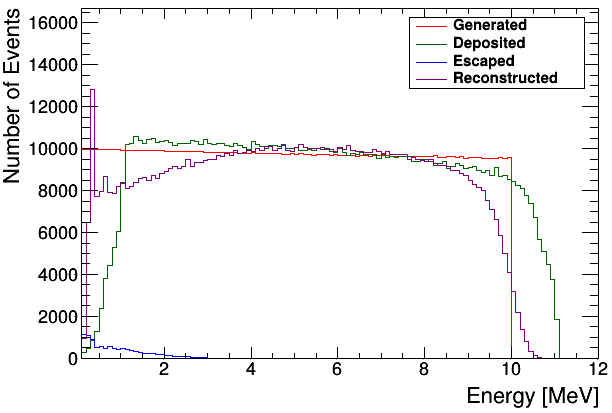 Number of Events
16000
14000
12000
10000
8000
6000
4000
2000
0
Generated
Deposited
Escaped
Reconstructed
2 4 6 8 10 12
Energy [MeV]